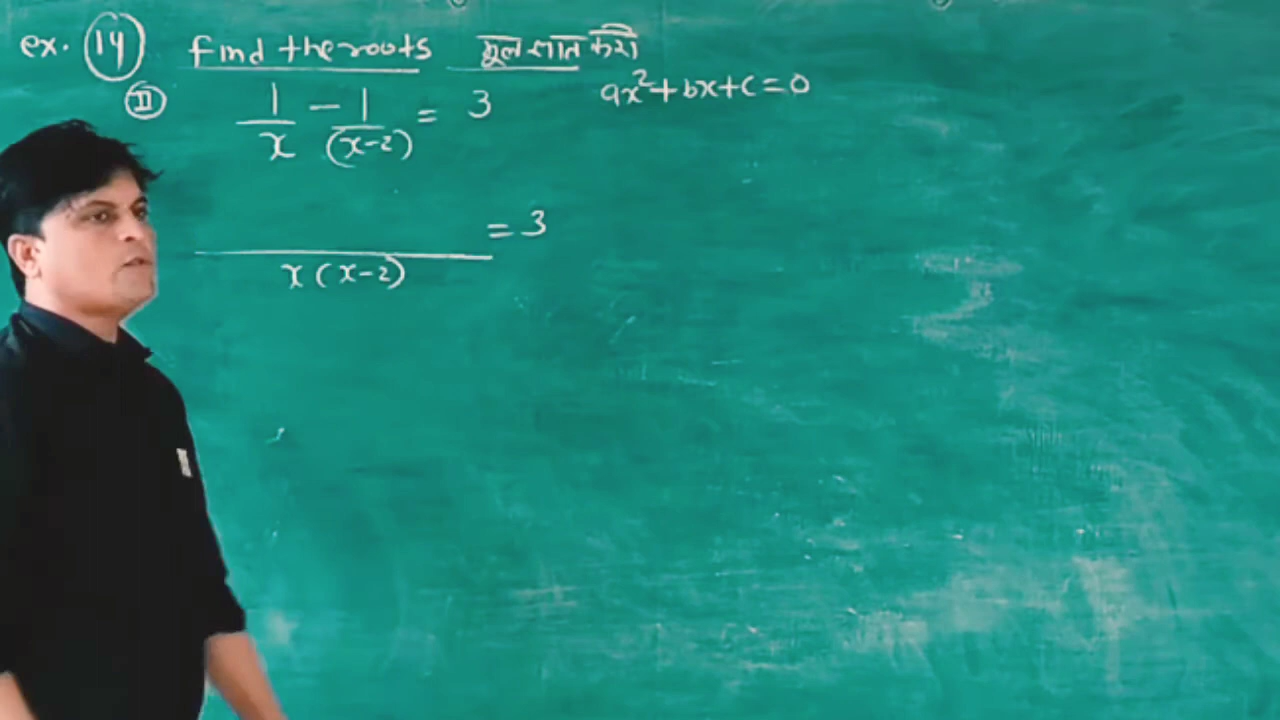 ex. 14 find the roots मूल ज्ञात करो
II 1/x - 1/(x-2) = 3 ax²+bx+c=0
/x(x-2) = 3